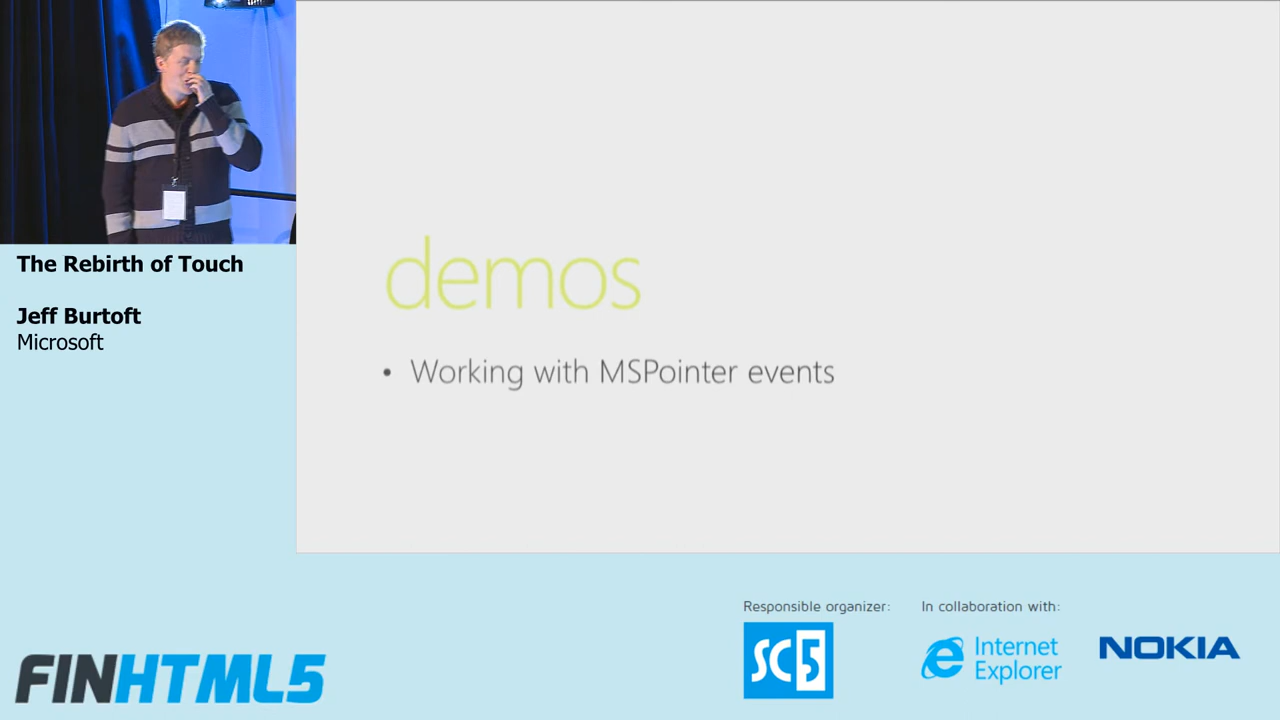 The Rebirth of Touch
Jeff Burtoft
Microsoft
demos
• Working with MSPointer events
Responsible organizer:
SC5
In collaboration with:
Internet
Explorer
NOKIA
FINHTML5